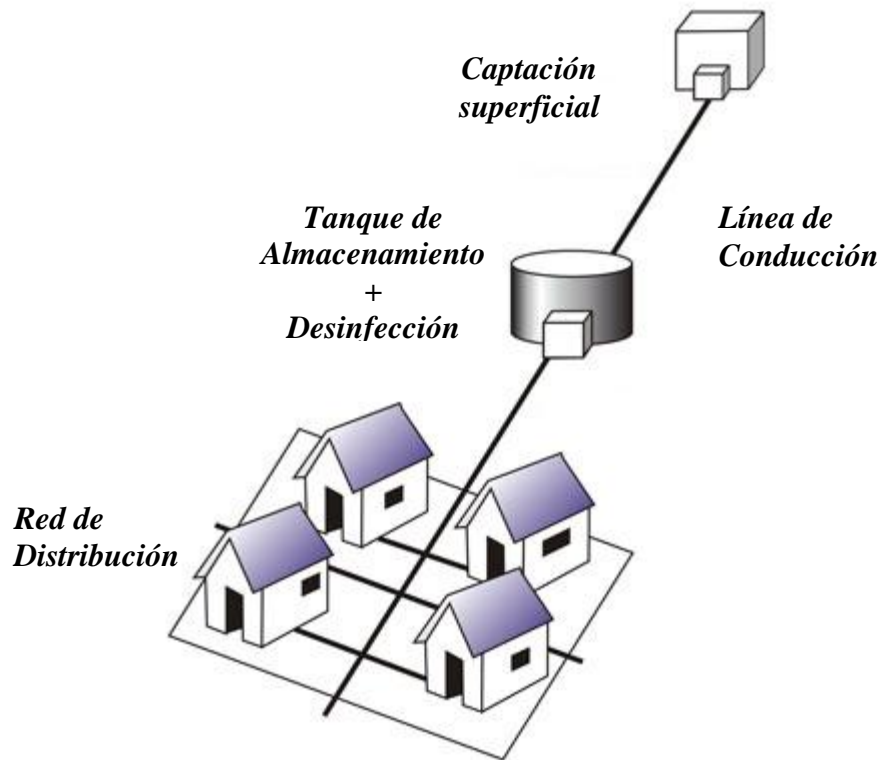 Captación
superficial
Tanque de
Almacenamiento
+
Desinfección
Línea de
Conducción
Red de
Distribución